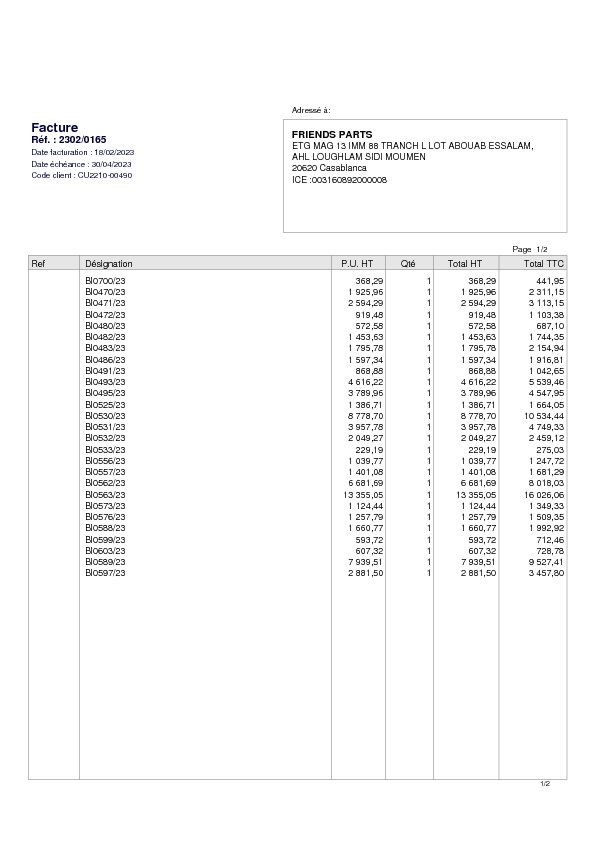 Adressé à:
Facture
Réf. : 2302/0165
Date facturation : 18/02/2023
Date échéance : 30/04/2023
Code client : CU2210-00490
FRIENDS PARTS
ETG MAG 13 IMM 88 TRANCH L LOT ABOUAB ESSALAM,
AHL LOUGHLAM SIDI MOUMEN
20620 Casablanca
ICE :003160892000008
Page 1/2
Ref Désignation P.U. HT Qté Total HT Total TTC
Bl0700/23 368,29 1 368,29 441,95
Bl0470/23 1 925,96 1 1 925,96 2 311,15
Bl0471/23 2 594,29 1 2 594,29 3 113,15
Bl0472/23 919,48 1 919,48 1 103,38
Bl0480/23 572,58 1 572,58 687,10
Bl0482/23 1 453,63 1 1 453,63 1 744,35
Bl0483/23 1 795,78 1 1 795,78 2 154,94
Bl0486/23 1 597,34 1 1 597,34 1 916,81
Bl0491/23 868,88 1 868,88 1 042,65
Bl0493/23 4 616,22 1 4 616,22 5 539,46
Bl0495/23 3 789,96 1 3 789,96 4 547,95
Bl0525/23 1 386,71 1 1 386,71 1 664,05
Bl0530/23 8 778,70 1 8 778,70 10 534,44
Bl0531/23 3 957,78 1 3 957,78 4 749,33
Bl0532/23 2 049,27 1 2 049,27 2 459,12
Bl0533/23 229,19 1 229,19 275,03
Bl0556/23 1 039,77 1 1 039,77 1 247,72
Bl0557/23 1 401,08 1 1 401,08 1 681,29
Bl0562/23 6 681,69 1 6 681,69 8 018,03
Bl0563/23 13 355,05 1 13 355,05 16 026,06
Bl0573/23 1 124,44 1 1 124,44 1 349,33
Bl0576/23 1 257,79 1 1 257,79 1 509,35
Bl0588/23 1 660,77 1 1 660,77 1 992,92
Bl0599/23 593,72 1 593,72 712,46
Bl0603/23 607,32 1 607,32 728,78
Bl0589/23 7 939,51 1 7 939,51 9 527,41
Bl0597/23 2 881,50 1 2 881,50 3 457,80
1/2